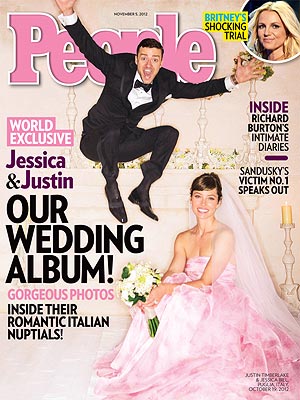 NOVEMBER 5, 2012
People
BRITNEY'S
SHOCKING
TRIAL
WORLD
EXCLUSIVE
Jessica
& Justin
OUR
WEDDING
ALBUM!
GORGEOUS PHOTOS
INSIDE THEIR
ROMANTIC ITALIAN
NUPTIALS!
INSIDE
RICHARD
BURTON'S
INTIMATE
DIARIES
SANDUSKY'S
VICTIM NO.1
SPEAKS OUT
JUSTIN TIMBERLAKE
& JESSICA BIEL,
PUGLIA, ITALY,
OCTOBER 19, 2012